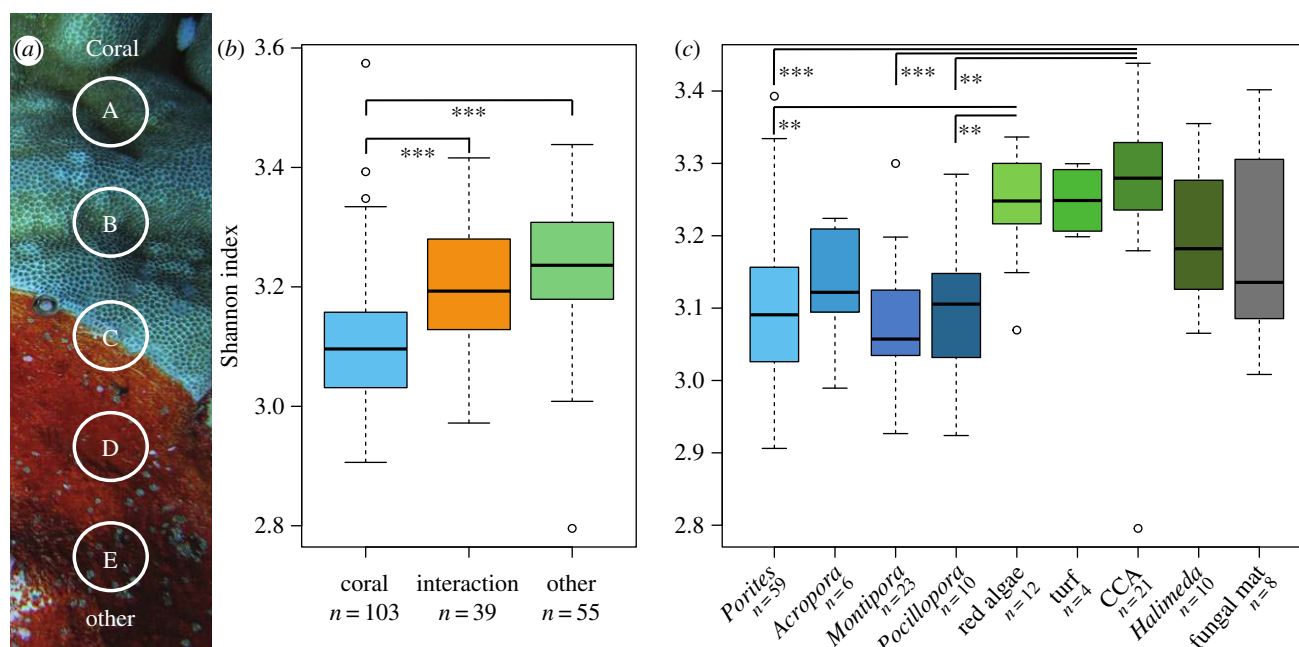 (a)
Coral
A
B
C
D
E
other
(b)
Shannon index
3.6
3.4
3.2
3.0
2.8
***
***
coral
n = 103
interaction
n = 39
other
n = 55
(c)
3.4
3.3
3.2
3.1
3.0
2.9
2.8
***
***
**
**
**
Porites
n = 59
Acropora
n = 6
Montipora
n = 23
Pocillopora
n = 10
red algae
n = 12
turf
n = 4
CCA
n = 21
Halimeda
n = 10
fungal mat
n = 8